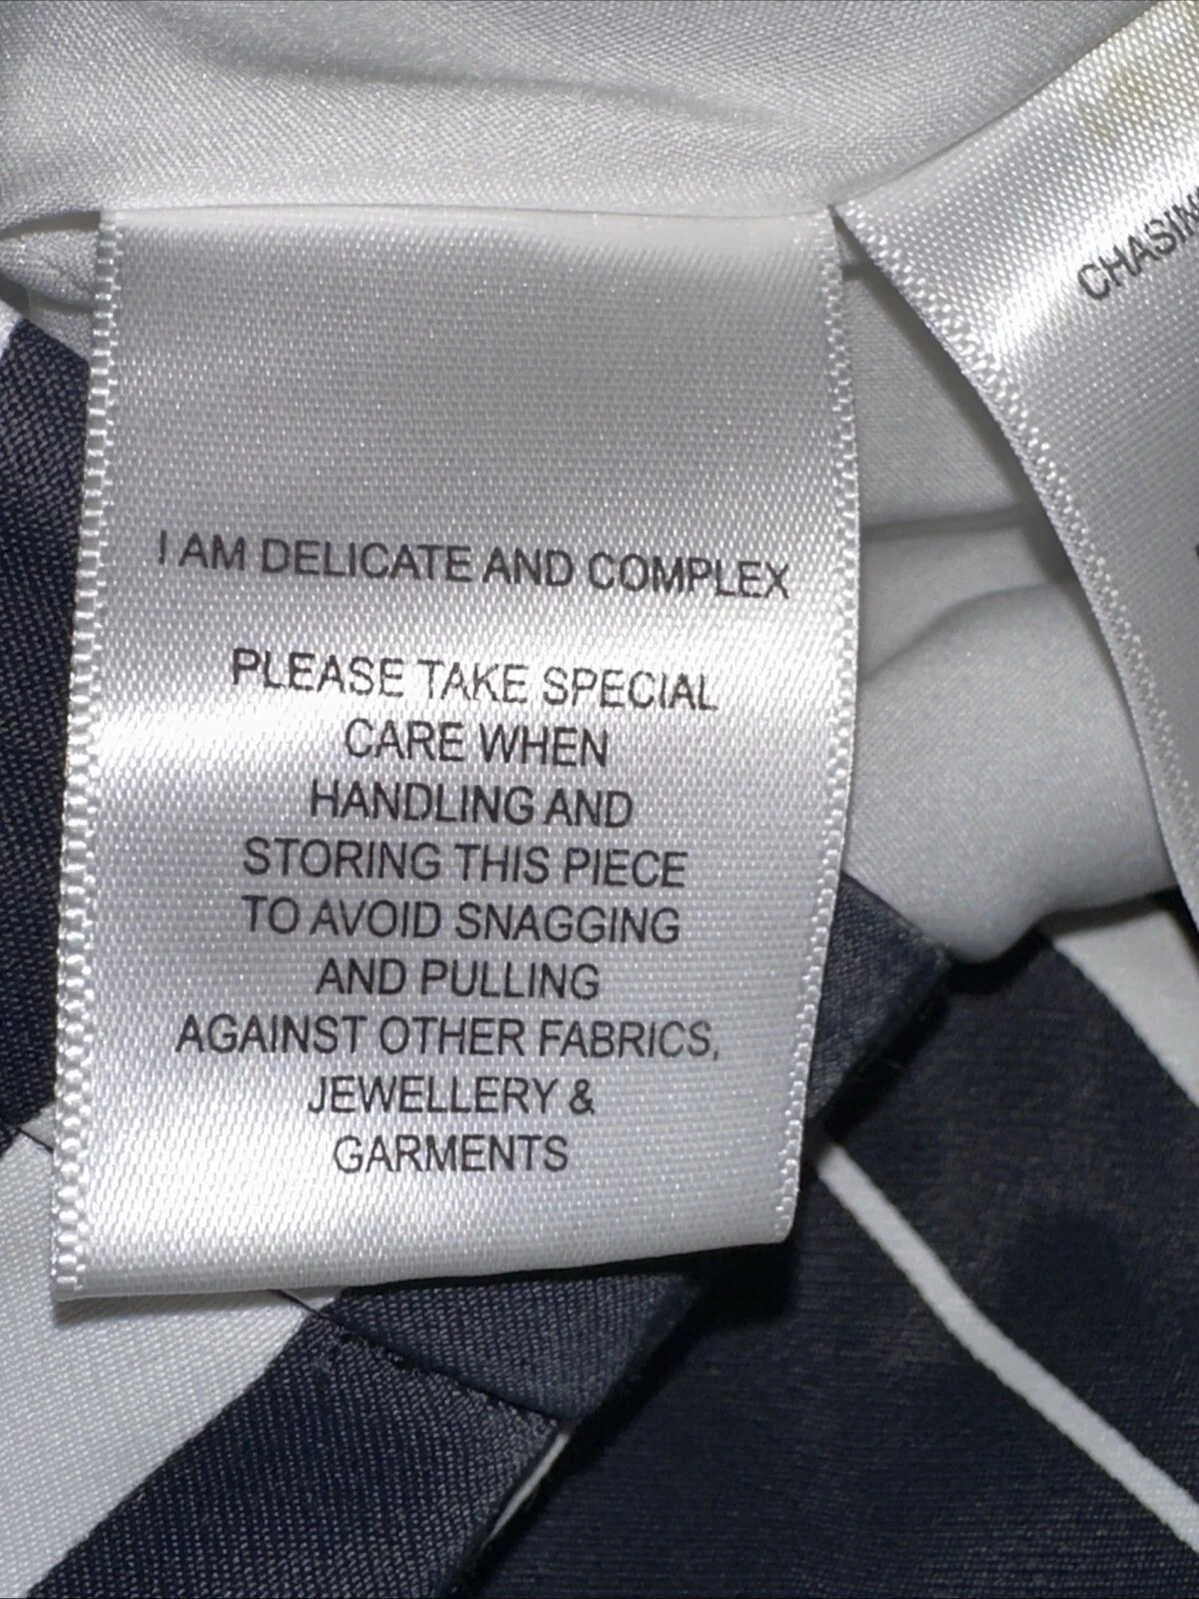 I AM DELICATE AND COMPLEX
PLEASE TAKE SPECIAL
CARE WHEN
HANDLING AND
STORING THIS PIECE
TO AVOID SNAGGING
AND PULLING
AGAINST OTHER FABRICS,
JEWELLERY &
GARMENTS